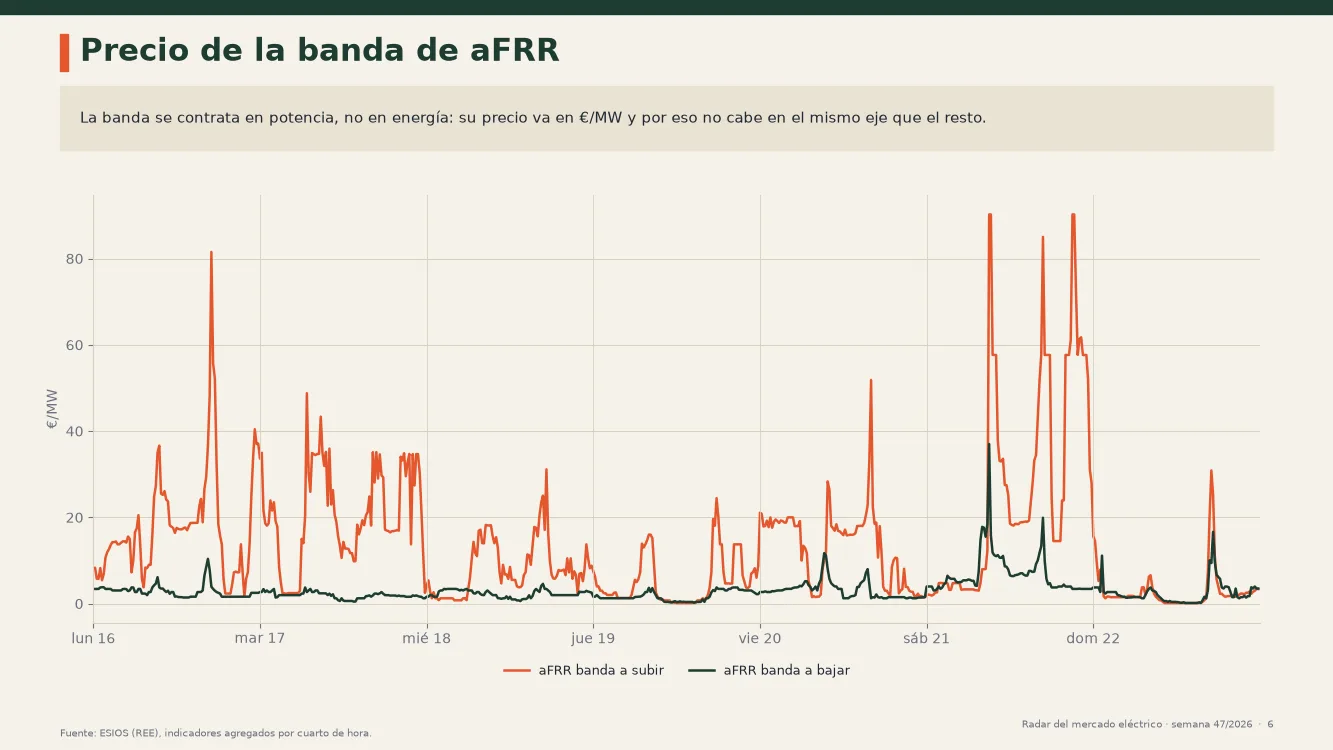 Precio de la banda de aFRR
La banda se contrata en potencia, no en energía: su precio va en €/MW y por eso no cabe en el mismo eje que el resto.
€/MW
80
60
40
20
0
lun 16 mar 17 mié 18 jue 19 vie 20 sáb 21 dom 22
aFRR banda a subir aFRR banda a bajar
Radar del mercado eléctrico · semana 47/2026 · 6
Fuente: ESIOS (REE), indicadores agregados por cuarto de hora.